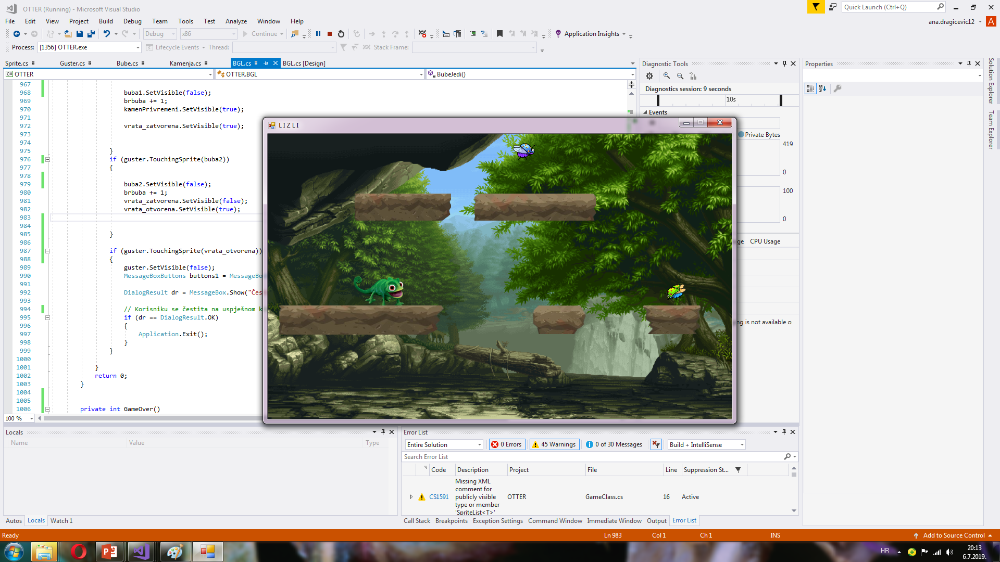 OTTER (Running) - Microsoft Visual Studio
Quick Launch (Ctrl+Q)
File Edit View Project Build Debug Team Tools Test Analyze Window Help
ana.dragicevic12 A
Debug x86 Continue Application Insights
Process: [1356] OTTER.exe Lifecycle Events Thread: Stack Frame:
Sprite.cs Guster.cs Bube.cs Kamenja.cs BGL.cs BGL.cs [Design]
C# OTTER OTTER.BGL BubeJedi()
967
968 buba1.SetVisible(false);
969 brbuba += 1;
970 kamenPrivremeni.SetVisible(true);
971
972 vrata_zatvorena.SetVisible(true);
973
974
975 }
976 if (guster.TouchingSprite(buba2))
977 {
978
979 buba2.SetVisible(false);
980 brbuba += 1;
981 vrata_zatvorena.SetVisible(false);
982 vrata_otvorena.SetVisible(true);
983
984
985 }
986
987 if (guster.TouchingSprite(vrata_otvorena))
988 {
989 guster.SetVisible(false);
990 MessageBoxButtons buttons1 = MessageBo
991
992 DialogResult dr = MessageBox.Show("Čes
993
994 // Korisniku se čestita na uspješnom k
995 if (dr == DialogResult.OK)
996 {
997 Application.Exit();
998 }
999 }
1000
1001 }
1002 return 0;
1003 }
1004
1005
1006 private int GameOver()
100 %
L I Z L I
Diagnostic Tools
Diagnostics session: 9 seconds
10s
Events
Private Bytes
419
0
100
0
ge CPU Usage
ng is not available o
Properties
Solution Explorer
Team Explorer
Locals
Name Value Type
Autos Locals Watch 1
Error List
Entire Solution 0 Errors 45 Warnings 0 of 30 Messages Build + IntelliSense
Search Error List
Code Description Project File Line Suppression St...
CS1591 Missing XML comment for publicly visible type or member 'SpriteList<T>' OTTER GameClass.cs 16 Active
Call Stack Breakpoints Exception Settings Command Window Immediate Window Output Error List
Ready Ln 983 Col 1 Ch 1 INS Add to Source Control
HR 20:13
6.7.2019.